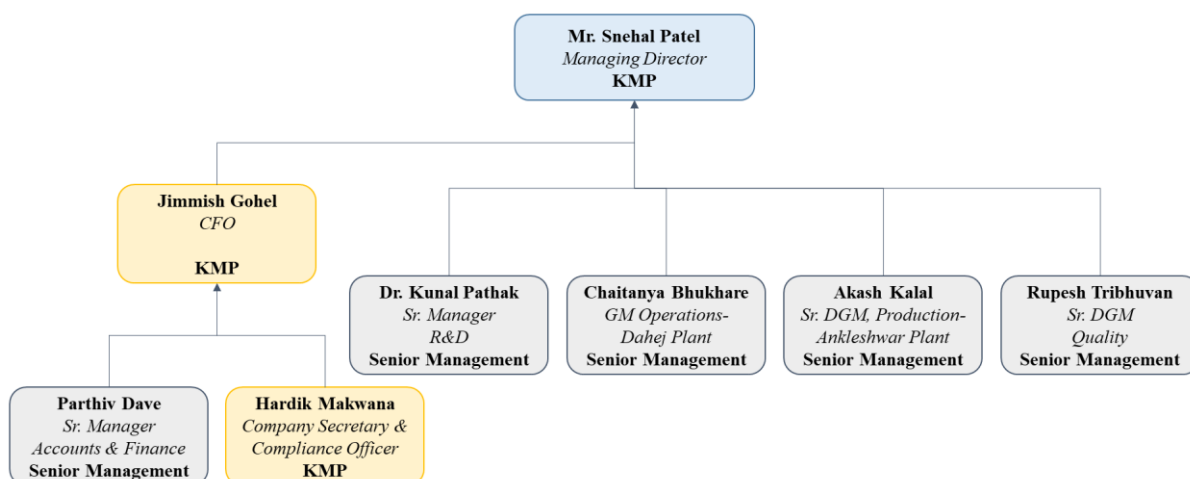 Mr. Snehal Patel
Managing Director
KMP
Jimmish Gohel
CFO
KMP
Dr. Kunal Pathak
Sr. Manager
R&D
Senior Management
Chaitanya Bhukhare
GM Operations-
Dahej Plant
Senior Management
Akash Kalal
Sr. DGM, Production-
Ankleshwar Plant
Senior Management
Rupesh Tribhuvan
Sr. DGM
Quality
Senior Management
Parthiv Dave
Sr. Manager
Accounts & Finance
Senior Management
Hardik Makwana
Company Secretary &
Compliance Officer
KMP